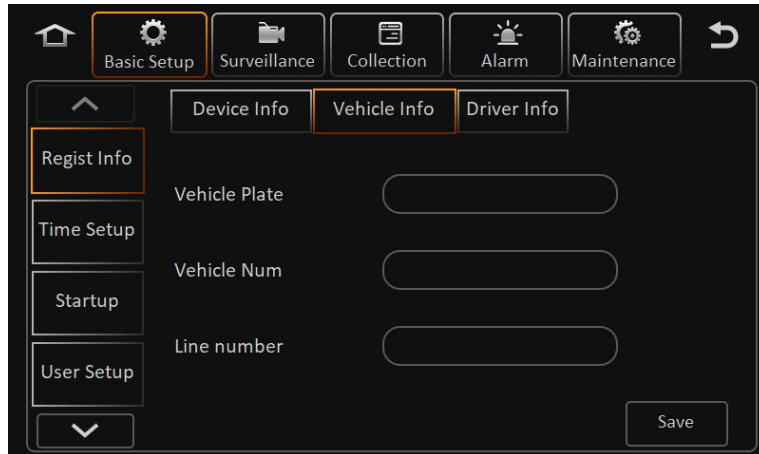 Basic Setup
Surveillance
Collection
Alarm
Maintenance
Device Info
Vehicle Info
Driver Info
Regist Info
Time Setup
Startup
User Setup
Vehicle Plate
Vehicle Num
Line number
Save